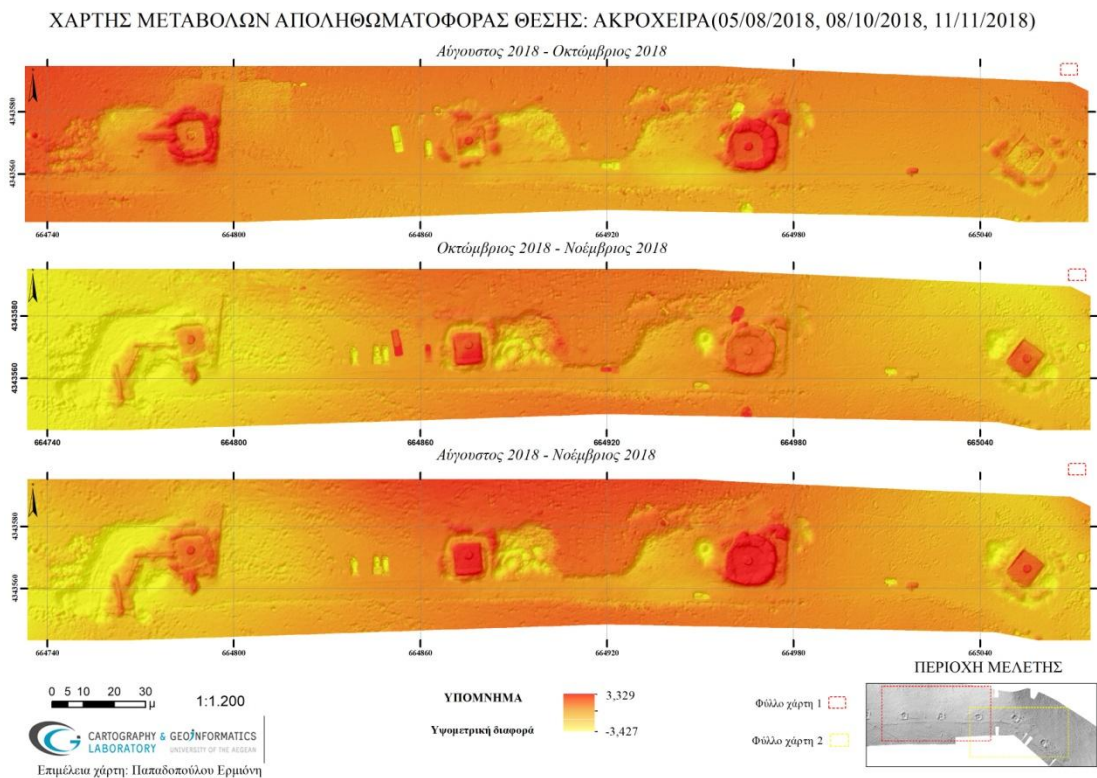 ΧΑΡΤΗΣ ΜΕΤΑΒΟΛΩΝ ΑΠΟΛΗΘΩΜΑΤΟΦΟΡΑΣ ΘΕΣΗΣ: ΑΚΡΟΧΕΙΡΑ(05/08/2018, 08/10/2018, 11/11/2018)
Αύγουστος 2018 - Οκτώμβριος 2018
4343580
4343560
664740 664800 664860 664920 664980 665040
Οκτώμβριος 2018 - Νοέμβριος 2018
4343580
4343560
664740 664800 664860 664920 664980 665040
Αύγουστος 2018 - Νοέμβριος 2018
4343580
4343560
664740 664800 664860 664920 664980 665040
0 5 10 20 30
μ
1:1.200
CARTOGRAPHY & GEOINFORMATICS
LABORATORY UNIVERSITY OF THE AEGEAN
Επιμέλεια χάρτη: Παπαδοπούλου Ερμιόνη
ΥΠΟΜΝΗΜΑ
Υψομετρική διαφορά
3,329
-3,427
ΠΕΡΙΟΧΗ ΜΕΛΕΤΗΣ
Φύλλο χάρτη 1
Φύλλο χάρτη 2